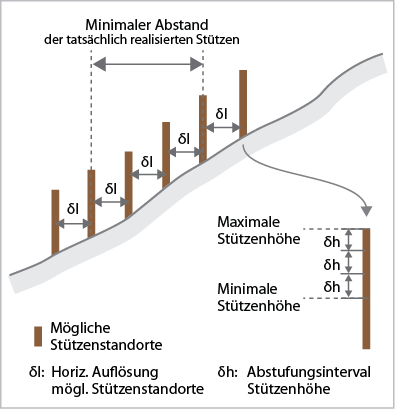 Minimaler Abstand
der tatsächlich realisierten Stützen
δl
δl
δl
δl
δl
Maximale
Stützenhöhe
δh
δh
δh
Minimale
Stützenhöhe
Mögliche
Stützenstandorte
δl: Horiz. Auflösung
mögl. Stützenstandorte
δh: Abstufungsinterval
Stützenhöhe